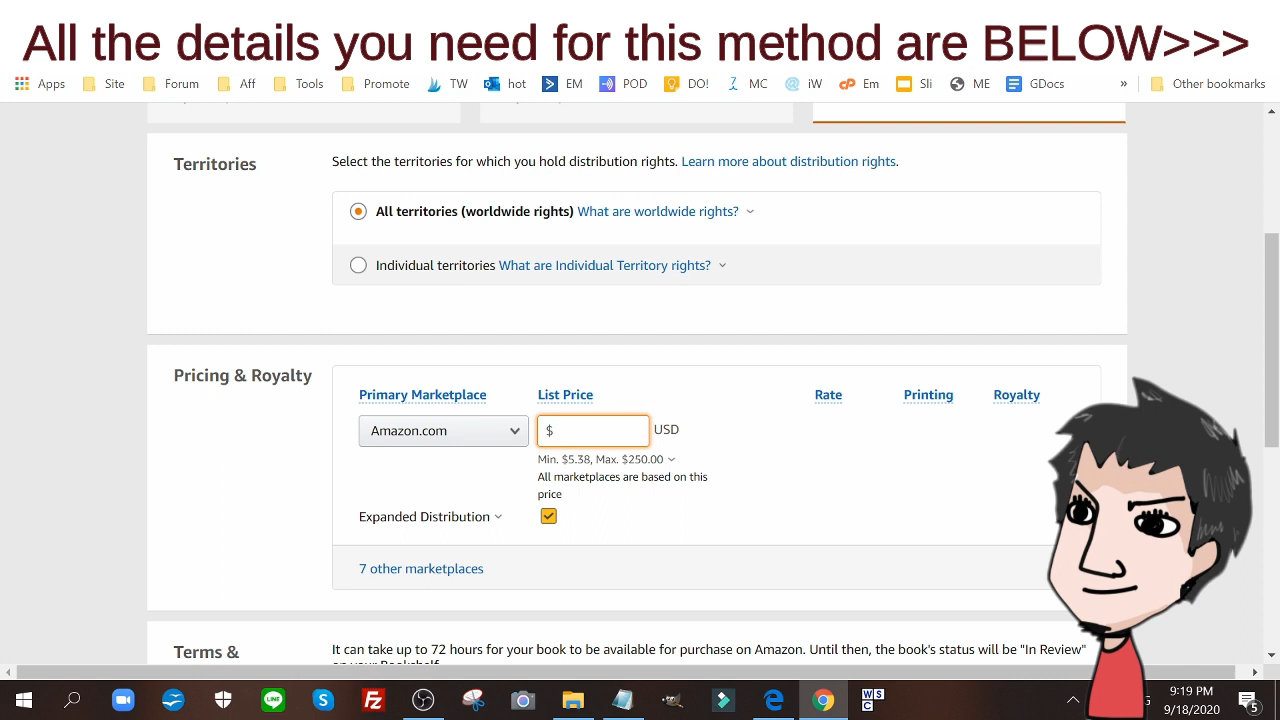 All the details you need for this method are BELOW>>>
Apps Site Forum Aff Tools Promote TW hot EM POD DO! MC iW Em Sli ME GDocs » Other bookmarks
Territories
Select the territories for which you hold distribution rights. Learn more about distribution rights.
All territories (worldwide rights) What are worldwide rights?
Individual territories What are Individual Territory rights?
Pricing & Royalty
Primary Marketplace List Price Rate Printing Royalty
Amazon.com $ USD
Min. $5.38, Max. $250.00
All marketplaces are based on this
price
Expanded Distribution
7 other marketplaces
Terms &
It can take up to 72 hours for your book to be available for purchase on Amazon. Until then, the book's status will be "In Review"
on your Bookshelf.
9:19 PM
9/18/2020
5